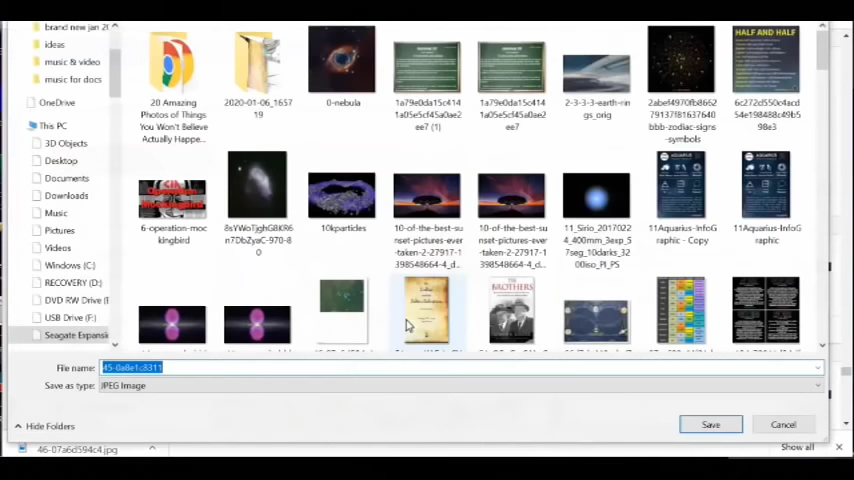 brand new jan 20
ideas
music & video
music for docs
OneDrive
This PC
3D Objects
Desktop
Documents
Downloads
Music
Pictures
Videos
Windows (C:)
RECOVERY (D:)
DVD RW Drive (E
USB Drive (F:)
Seagate Expansi
20 Amazing
Photos of Things
You Won't Believe
Actually Happe...
2020-01-06_1657
19
0-nebula
1a79e0da15c414
1a05e5cf45a0ae2
ee7 (1)
1a79e0da15c414
1a05e5cf45a0ae2
ee7
2-3-3-3-earth-rin
gs_orig
2abef4970fb8662
79137f81637640
bbb-zodiac-signs
-symbols
HALF AND HALF
6c272d550c4acd
54e198488c49b5
98e3
6-operation-moc
kingbird
8sYWoTjghG8KR6
n7DbZyaC-970-8
0
10kparticles
10-of-the-best-su
nset-pictures-ever
-taken-2-27917-1
398548664-4_d...
10-of-the-best-su
nset-pictures-ever
-taken-2-27917-1
398548664-4_d...
11_Sirio_2017022
4_400mm_3exp_5
7seg_10darks_32
00iso_PI_PS
AQUARIUS
11Aquarius-InfoG
raphic - Copy
AQUARIUS
11Aquarius-InfoG
raphic
THE
BROTHERS
File name:
45-0a8e1c8311
Save as type:
JPEG Image
Hide Folders
Save
Cancel
46-07a6d594c4.jpg
Show all